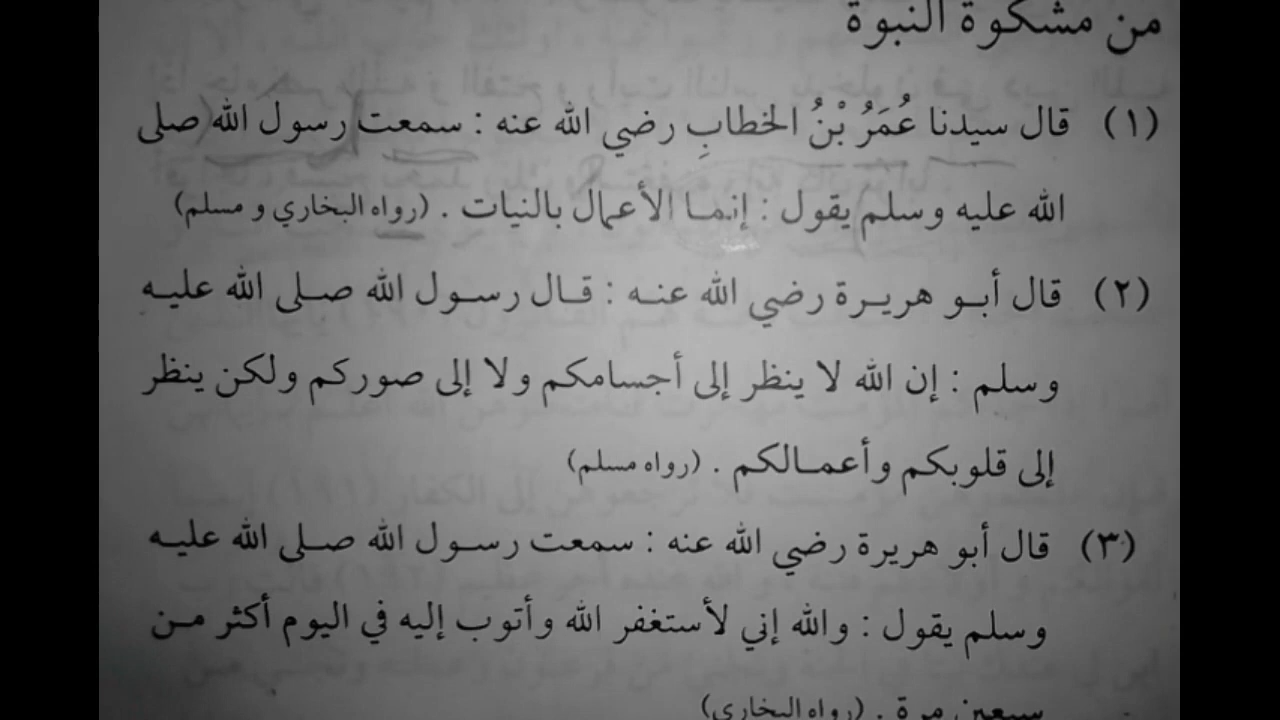 من مشكوة النبوة
(١) قال سيدنا عُمَرُ بْنُ الخطابِ رضي الله عنه : سمعت رسول الله صلى
الله عليه وسلم يقول : إنما الأعمال بالنيات . (رواه البخاري و مسلم)
(٢) قال أبو هريرة رضي الله عنه : قال رسول الله صلى الله عليه
وسلم : إن الله لا ينظر إلى أجسامكم ولا إلى صوركم ولكن ينظر
إلى قلوبكم وأعمالكم . (رواه مسلم)
(٣) قال أبو هريرة رضي الله عنه : سمعت رسول الله صلى الله عليه
وسلم يقول : والله إني لأستغفر الله وأتوب إليه في اليوم أكثر من
سبعين مرة . (رواه البخاري)